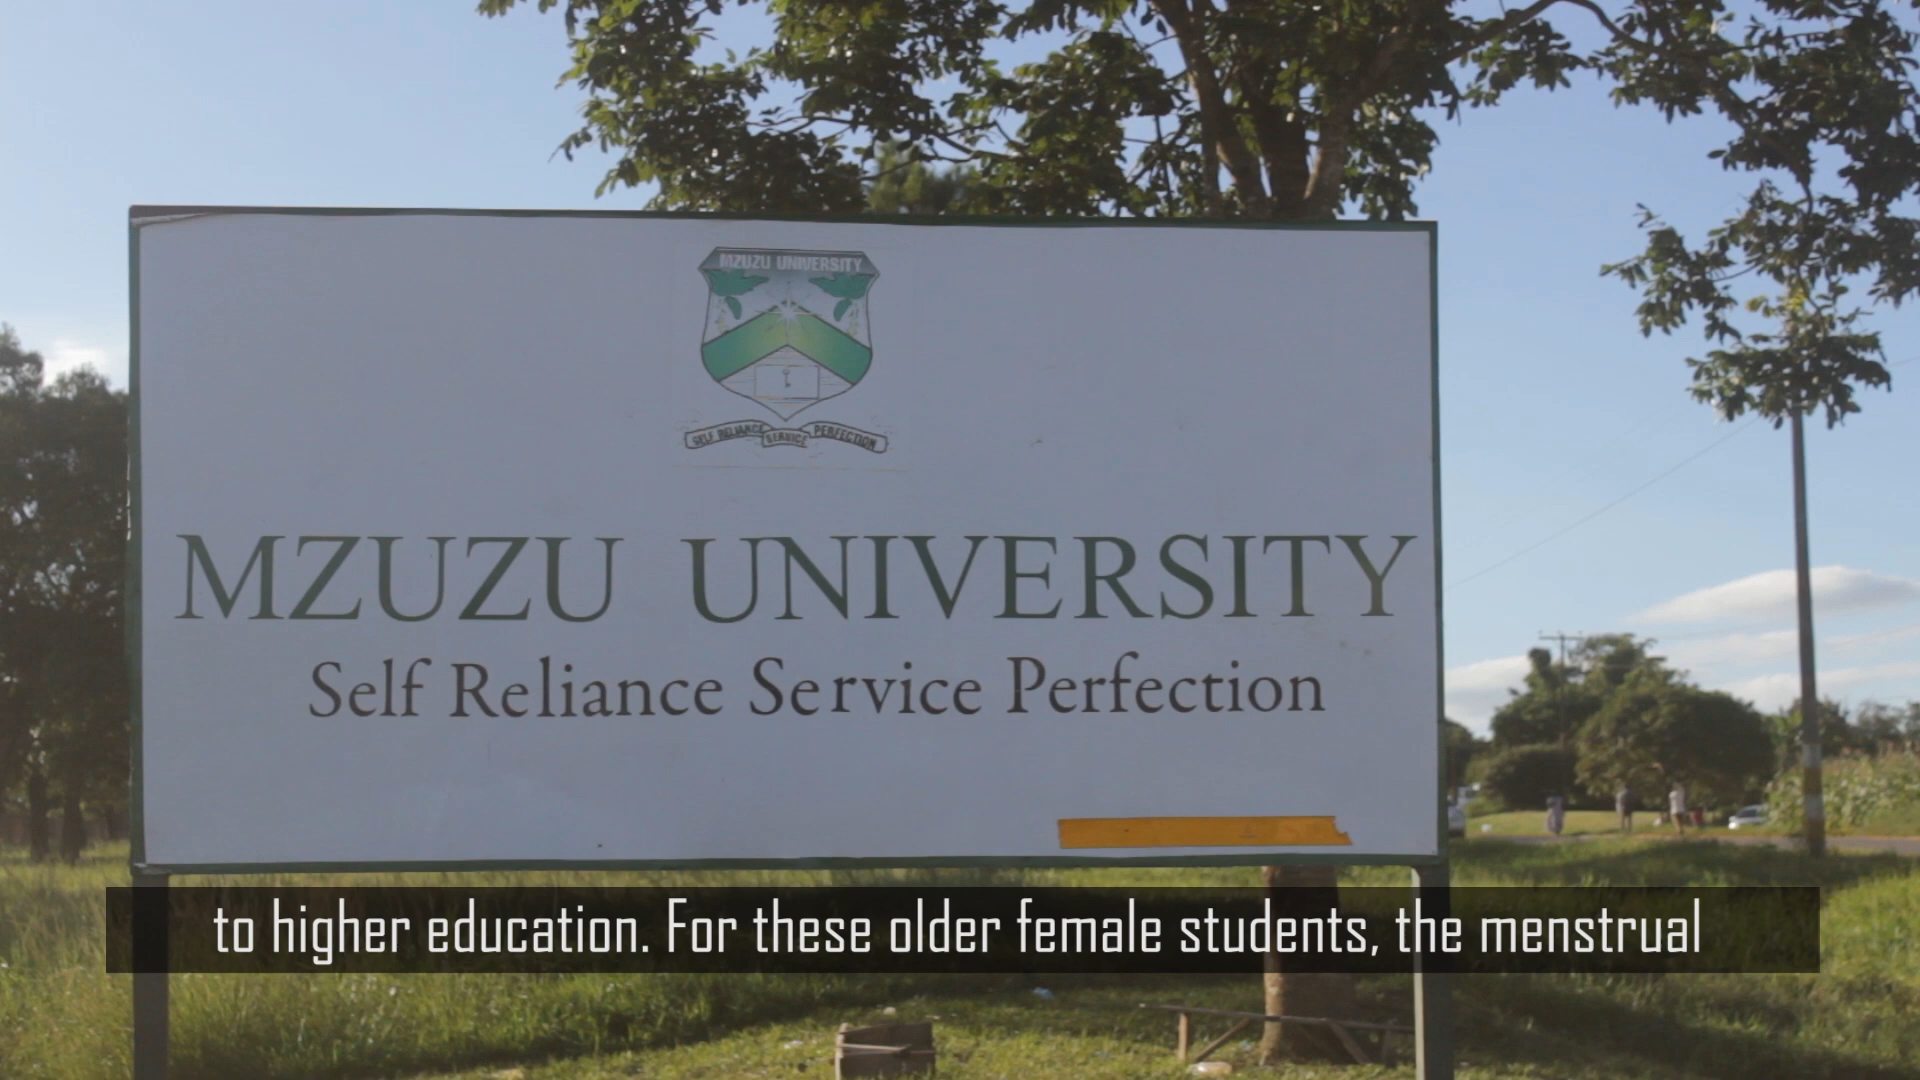 MZUZU UNIVERSITY
SELF RELIANCE SERVICE PERFECTION
MZUZU UNIVERSITY
Self Reliance Service Perfection
to higher education. For these older female students, the menstrual